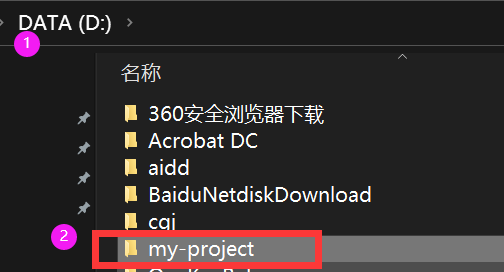 DATA (D:)
1
名称
360安全浏览器下载
Acrobat DC
aidd
BaiduNetdiskDownload
cgj
2
my-project